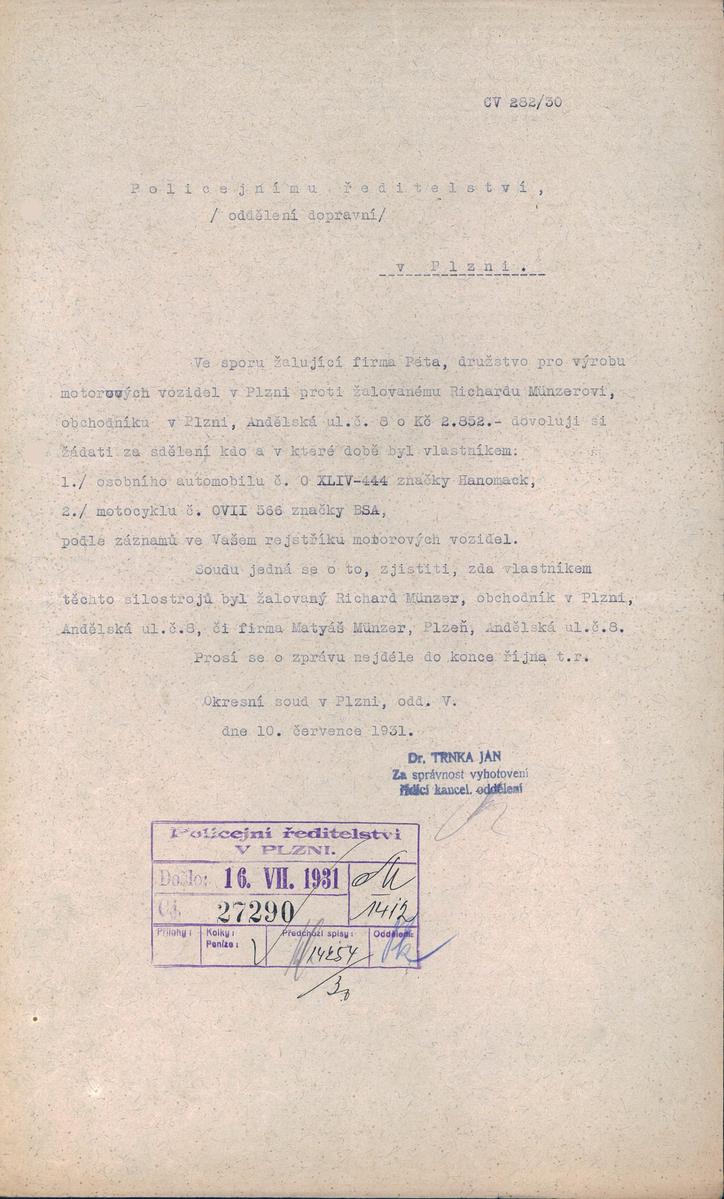 CV 282/30
Policejnímu ředitelství,
/ oddělení dopravní/
v Plzni.
Ve sporu žalující firma Péta, družstvo pro výrobu
motorových vozidel v Plzni proti žalovanému Richardu Münzerovi,
obchodníku v Plzni, Andělská ul.č. 8 o Kč 2.852.- dovoluji si
žádati za sdělení kdo a v které době byl vlastníkem:
1./ osobního automobilu č. O XLIV-444 značky Hanomack,
2./ motocyklu č. OVII 566 značky BSA,
podle záznamů ve Vašem rejstříku motorových vozidel.
Soudu jedná se o to, zjistiti, zda vlastníkem
těchto silostrojů byl žalovaný Richard Münzer, obchodník v Plzni,
Andělská ul.č.8, či firma Matyáš Münzer, Plzeň, Andělská ul.č.8.
Prosí se o zprávu nejdéle do konce října t.r.
Okresní soud v Plzni, odd. V.
dne 10. července 1931.
Dr. TRNKA JAN
Za správnost vyhotovení
řídící kancel. oddělení
Policejní ředitelství
V PLZNI.
Došlo: 16. VII. 1931
Čj. 27290
1412
Přílohy: Kolky: Předchozí spisy: Oddělení:
Peníze:
14254
30